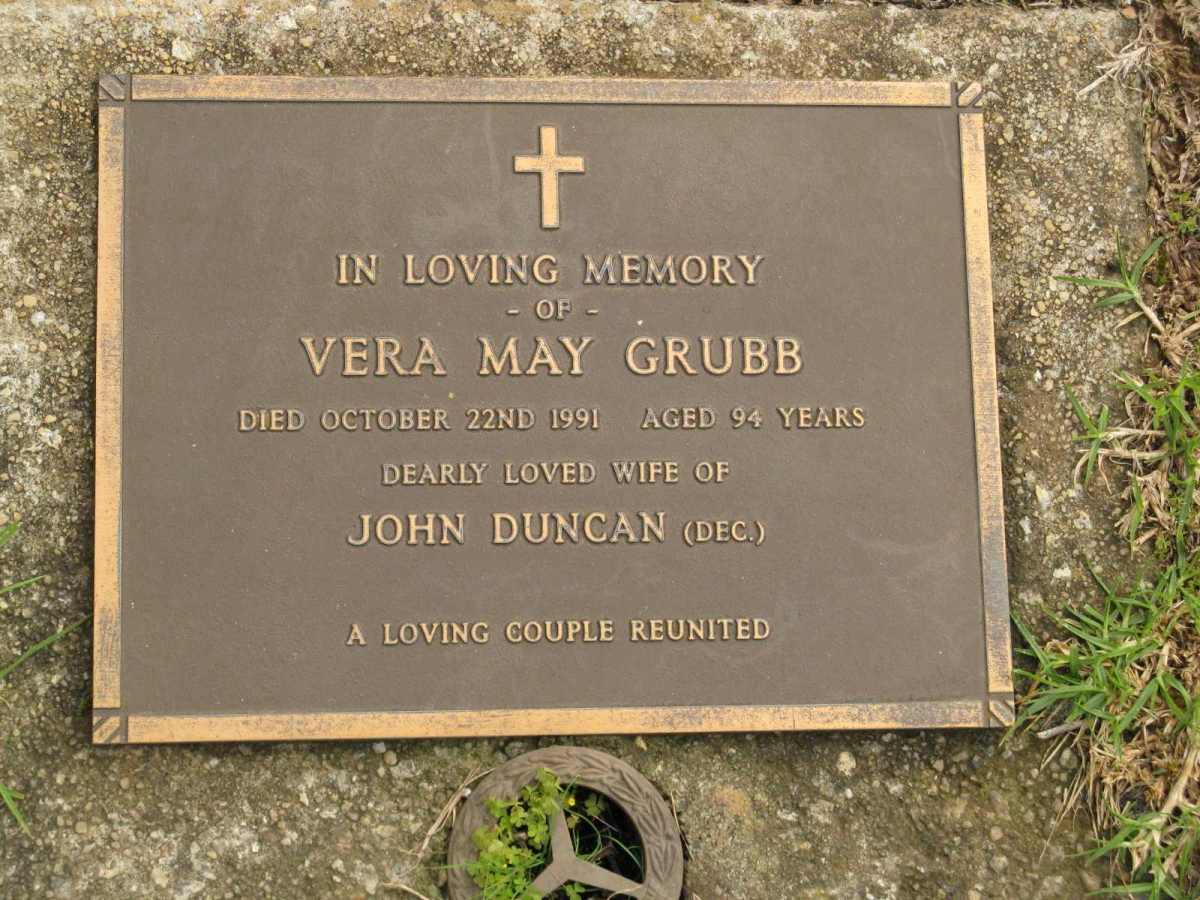 IN LOVING MEMORY
- OF -
VERA MAY GRUBB
DIED OCTOBER 22ND 1991 AGED 94 YEARS
DEARLY LOVED WIFE OF
JOHN DUNCAN (DEC.)
A LOVING COUPLE REUNITED